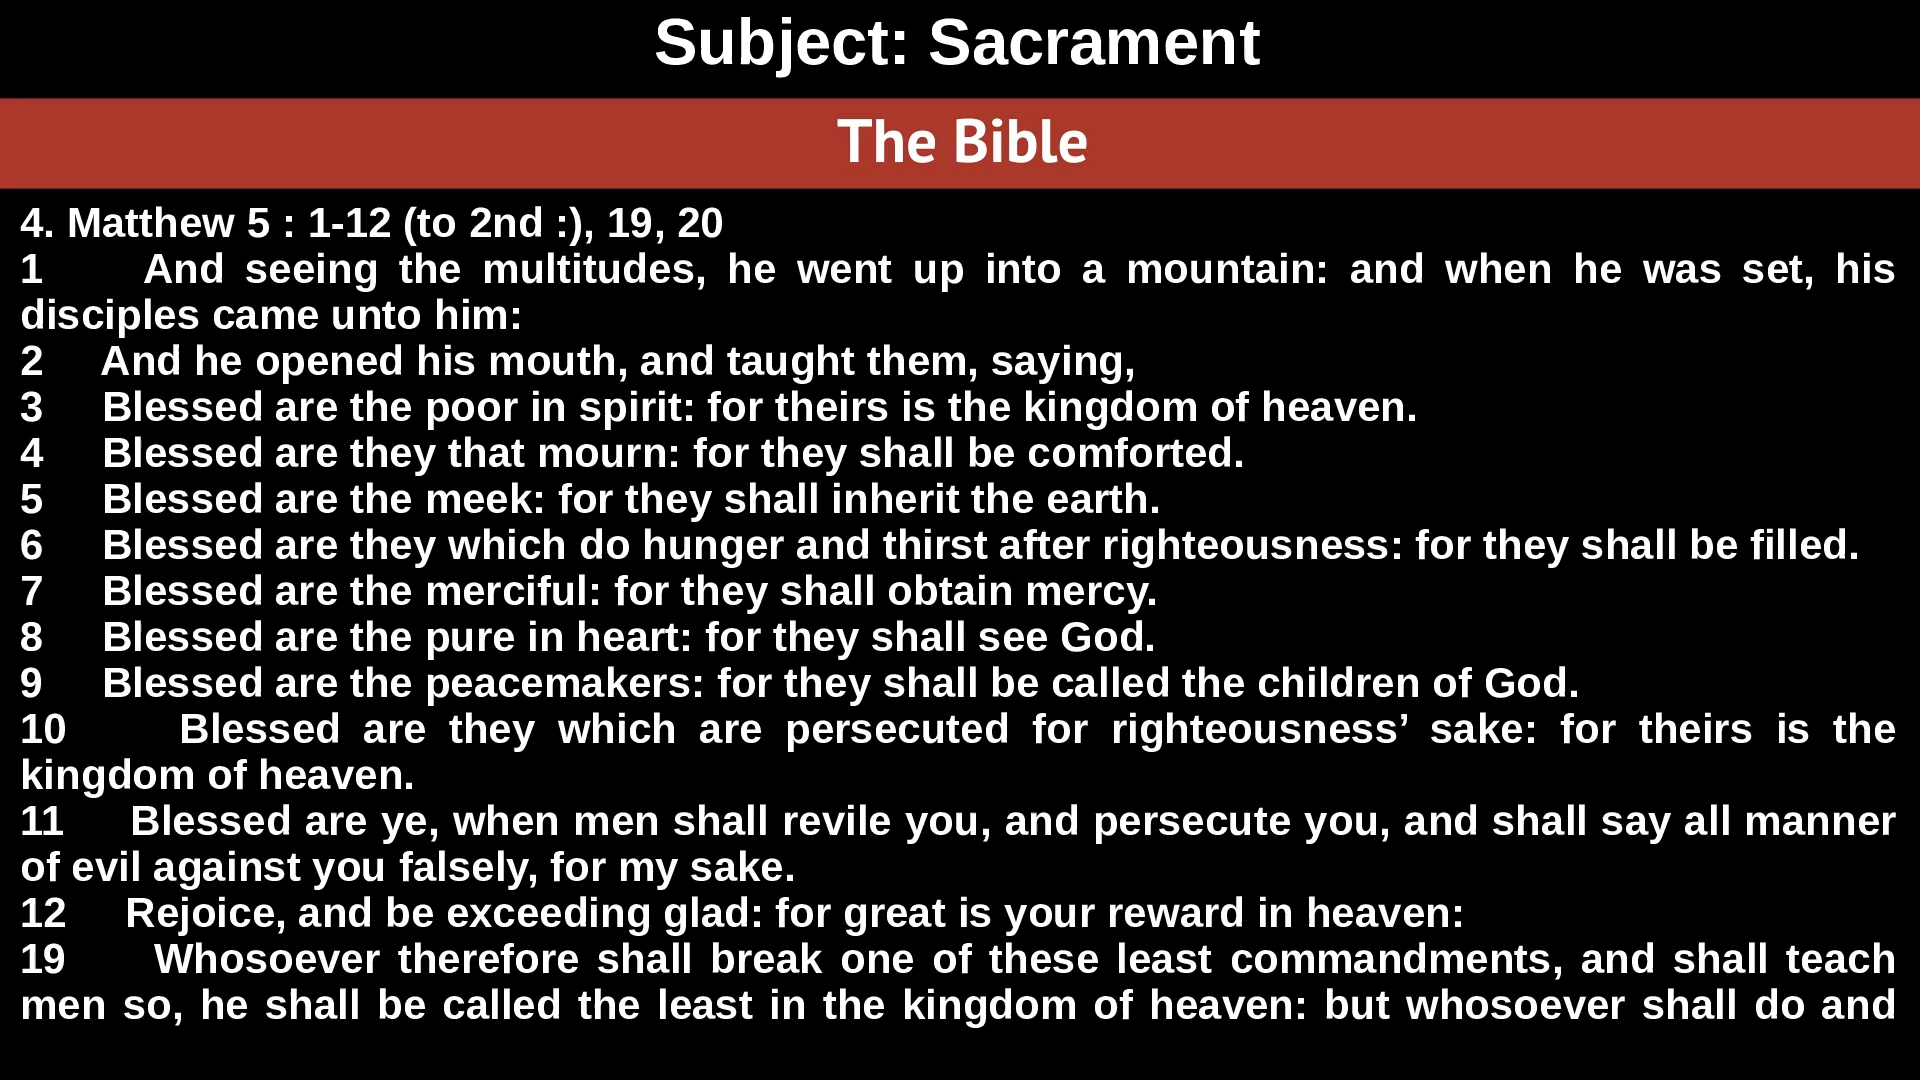 Subject: Sacrament
The Bible
4. Matthew 5 : 1-12 (to 2nd :), 19, 20
1 And seeing the multitudes, he went up into a mountain: and when he was set, his
disciples came unto him:
2 And he opened his mouth, and taught them, saying,
3 Blessed are the poor in spirit: for theirs is the kingdom of heaven.
4 Blessed are they that mourn: for they shall be comforted.
5 Blessed are the meek: for they shall inherit the earth.
6 Blessed are they which do hunger and thirst after righteousness: for they shall be filled.
7 Blessed are the merciful: for they shall obtain mercy.
8 Blessed are the pure in heart: for they shall see God.
9 Blessed are the peacemakers: for they shall be called the children of God.
10 Blessed are they which are persecuted for righteousness’ sake: for theirs is the
kingdom of heaven.
11 Blessed are ye, when men shall revile you, and persecute you, and shall say all manner
of evil against you falsely, for my sake.
12 Rejoice, and be exceeding glad: for great is your reward in heaven:
19 Whosoever therefore shall break one of these least commandments, and shall teach
men so, he shall be called the least in the kingdom of heaven: but whosoever shall do and